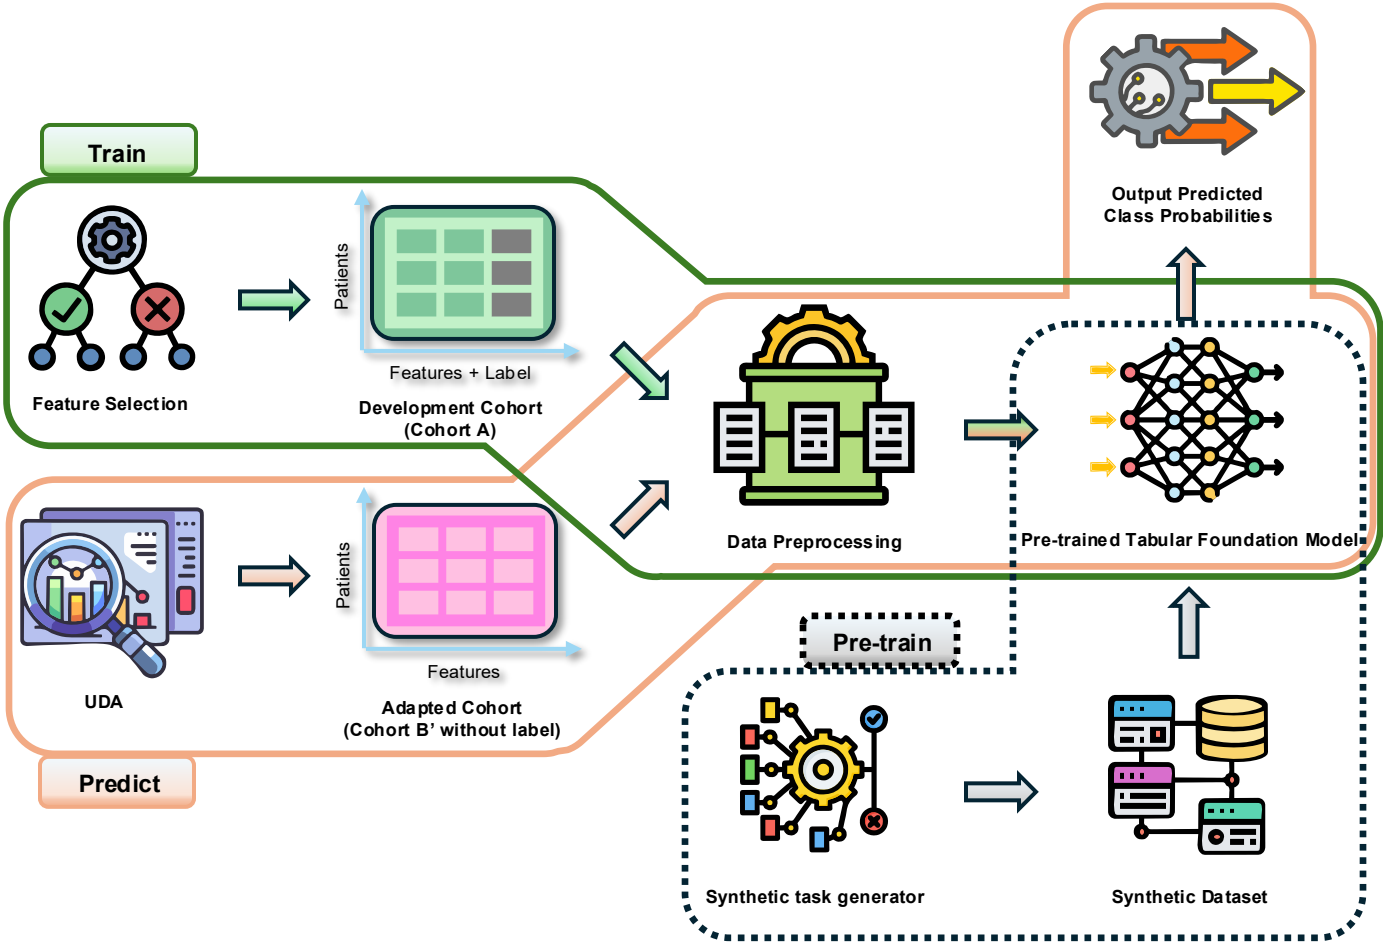 Output Predicted
Class Probabilities
Train
Patients
Features + Label
Feature Selection
Development Cohort
(Cohort A)
Data Preprocessing
Pre-trained Tabular Foundation Model
Patients
Features
UDA
Adapted Cohort
(Cohort B’ without label)
Predict
Pre-train
Synthetic task generator
Synthetic Dataset